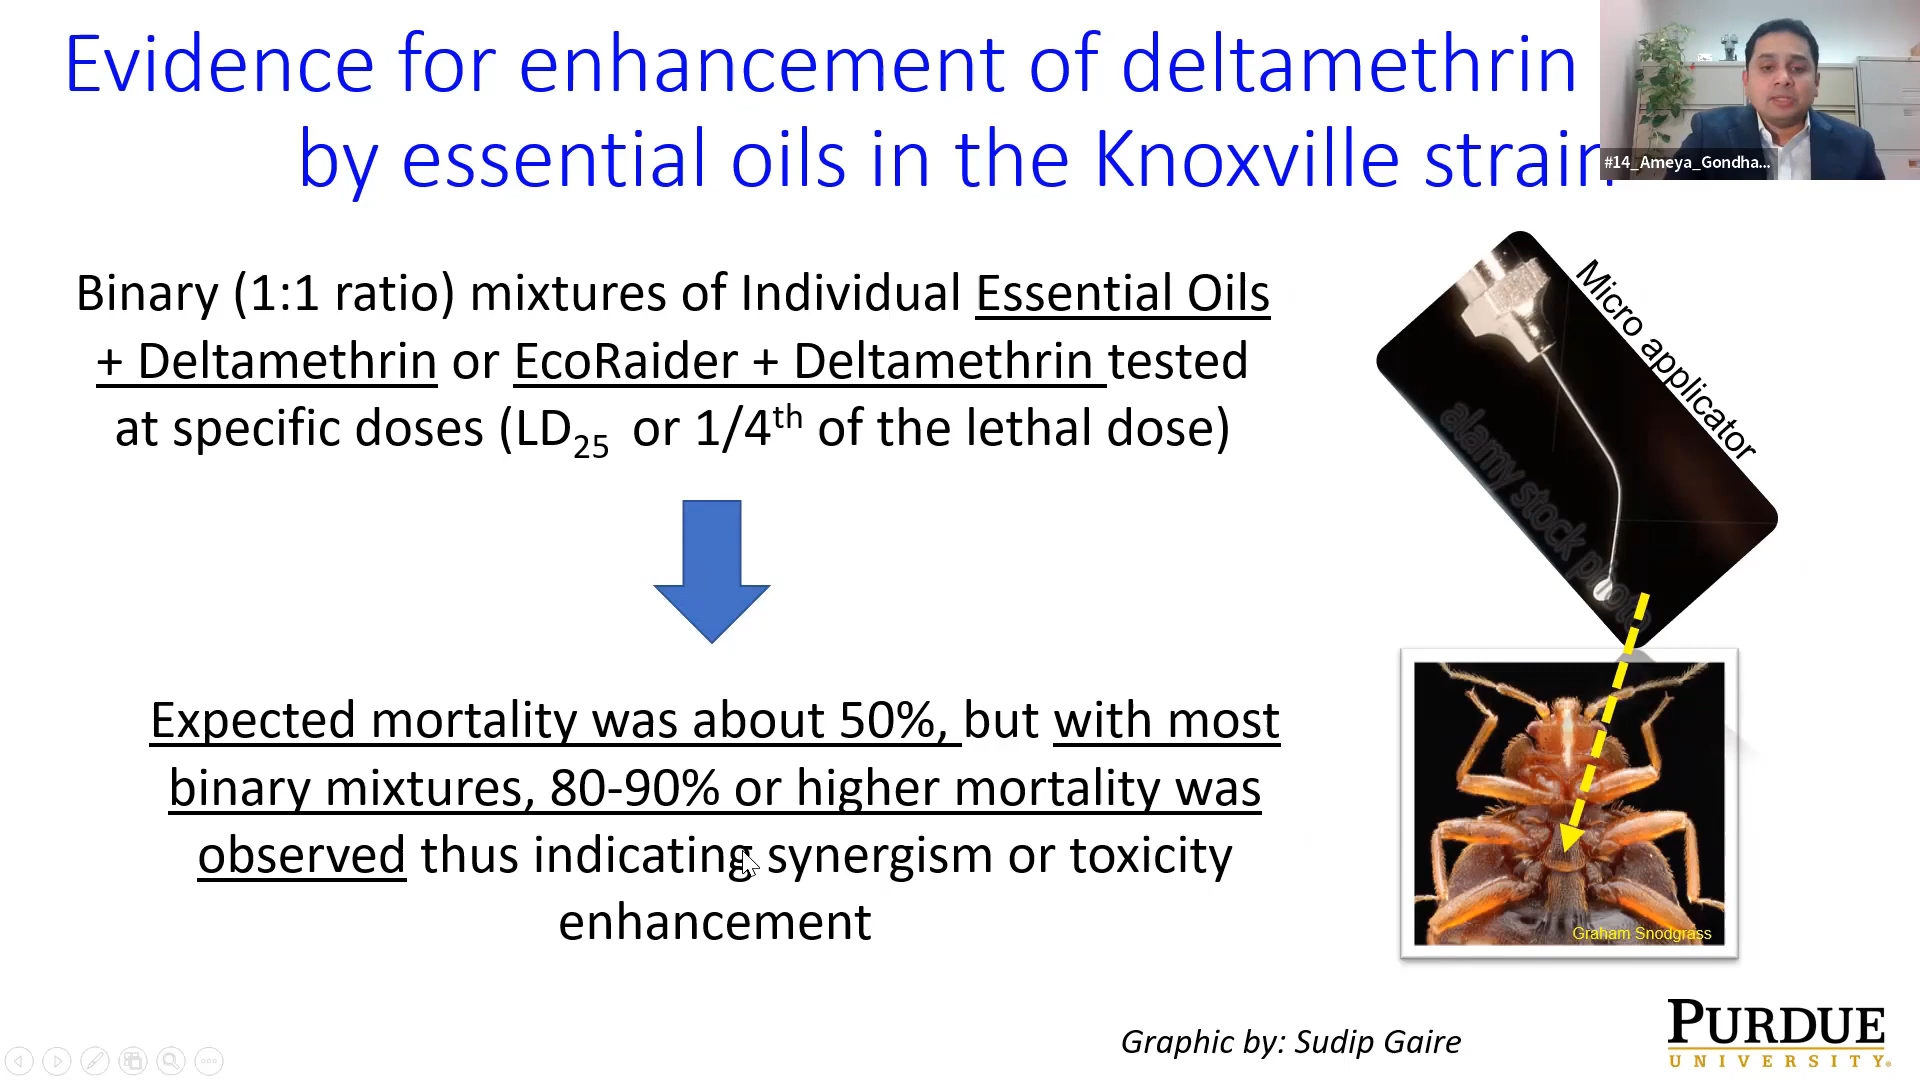 Evidence for enhancement of deltamethrin
by essential oils in the Knoxville strain
#14_Ameya_Gondha...
Binary (1:1 ratio) mixtures of Individual Essential Oils
+ Deltamethrin or EcoRaider + Deltamethrin tested
at specific doses (LD25 or 1/4th of the lethal dose)
Micro applicator
alamy stock photo
Expected mortality was about 50%, but with most
binary mixtures, 80-90% or higher mortality was
observed thus indicating synergism or toxicity
enhancement
Graham Snodgrass
Graphic by: Sudip Gaire
PURDUE
UNIVERSITY®